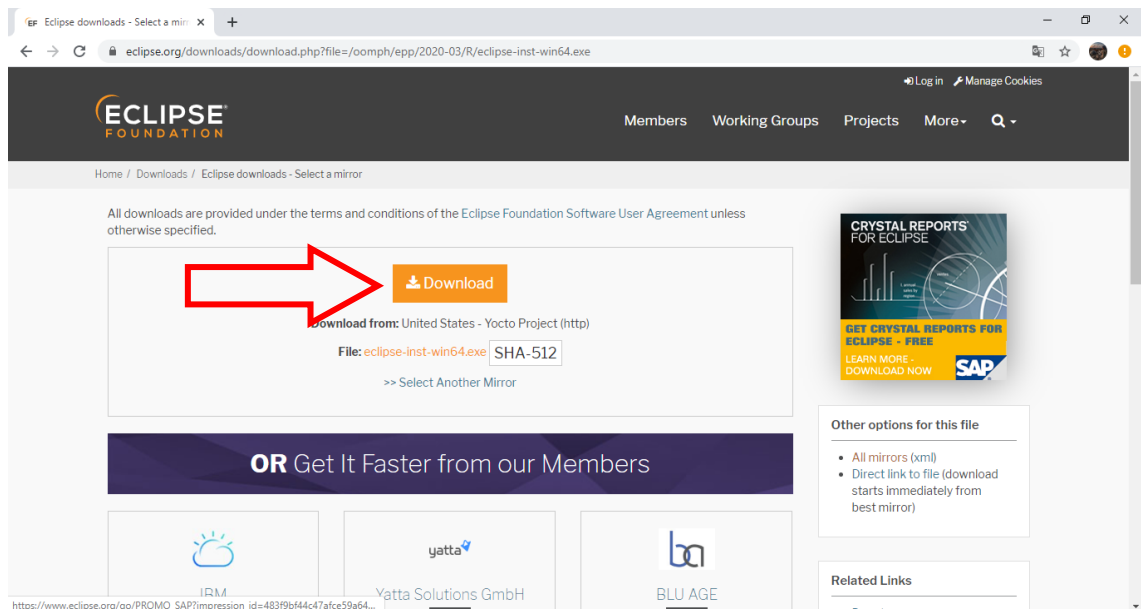 Eclipse downloads - Select a mirr
eclipse.org/downloads/download.php?file=/oomph/epp/2020-03/R/eclipse-inst-win64.exe
Log in Manage Cookies
ECLIPSE
FOUNDATION
Members Working Groups Projects More
Home / Downloads / Eclipse downloads - Select a mirror
All downloads are provided under the terms and conditions of the Eclipse Foundation Software User Agreement unless
otherwise specified.
Download
Download from: United States - Yocto Project (http)
File: eclipse-inst-win64.exe SHA-512
>> Select Another Mirror
OR Get It Faster from our Members
IBM
yatta
Yatta Solutions GmbH
BLU AGE
CRYSTAL REPORTS
FOR ECLIPSE
GET CRYSTAL REPORTS FOR
ECLIPSE - FREE
LEARN MORE -
DOWNLOAD NOW
SAP
Other options for this file
• All mirrors (xml)
• Direct link to file (download
starts immediately from
best mirror)
Related Links
https://www.eclipse.org/go/PROMO_SAP?impression_id=483f9bf44c47afce59a64...